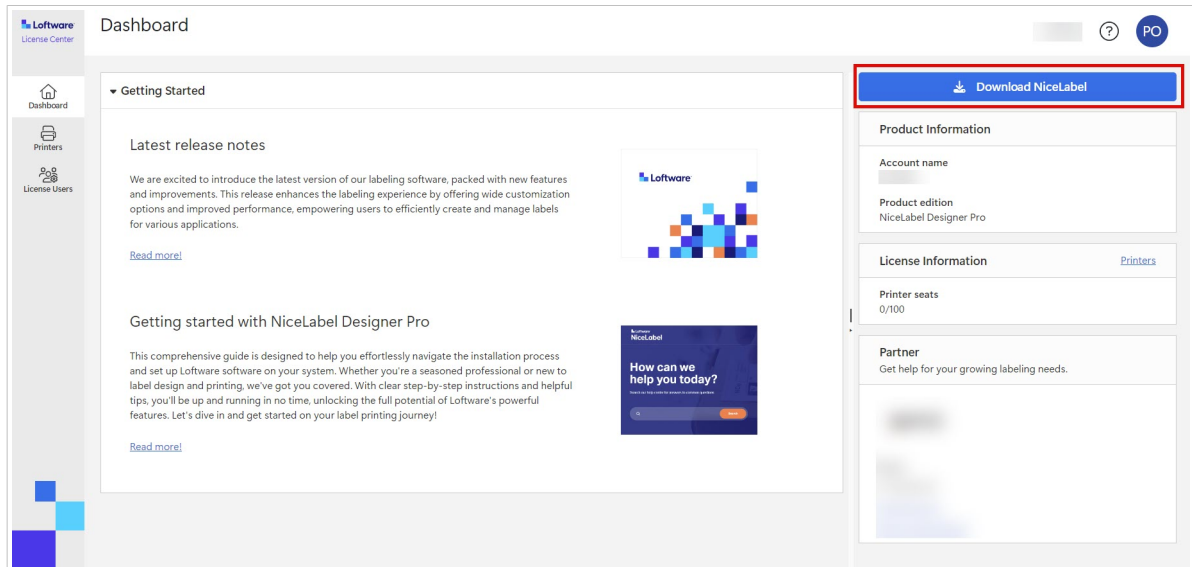 Loftware
License Center
Dashboard
?
PO
Dashboard
Printers
License Users
Getting Started
Latest release notes
We are excited to introduce the latest version of our labeling software, packed with new features
and improvements. This release enhances the labeling experience by offering wide customization
options and improved performance, empowering users to efficiently create and manage labels
for various applications.
Read more!
Loftware
Getting started with NiceLabel Designer Pro
This comprehensive guide is designed to help you effortlessly navigate the installation process
and set up Loftware software on your system. Whether you're a seasoned professional or new to
label design and printing, we've got you covered. With clear step-by-step instructions and helpful
tips, you'll be up and running in no time, unlocking the full potential of Loftware's powerful
features. Let's dive in and get started on your label printing journey!
Read more!
Loftware
NiceLabel
How can we
help you today?
Search
Download NiceLabel
Product Information
Account name
Product edition
NiceLabel Designer Pro
License Information
Printers
Printer seats
0/100
Partner
Get help for your growing labeling needs.